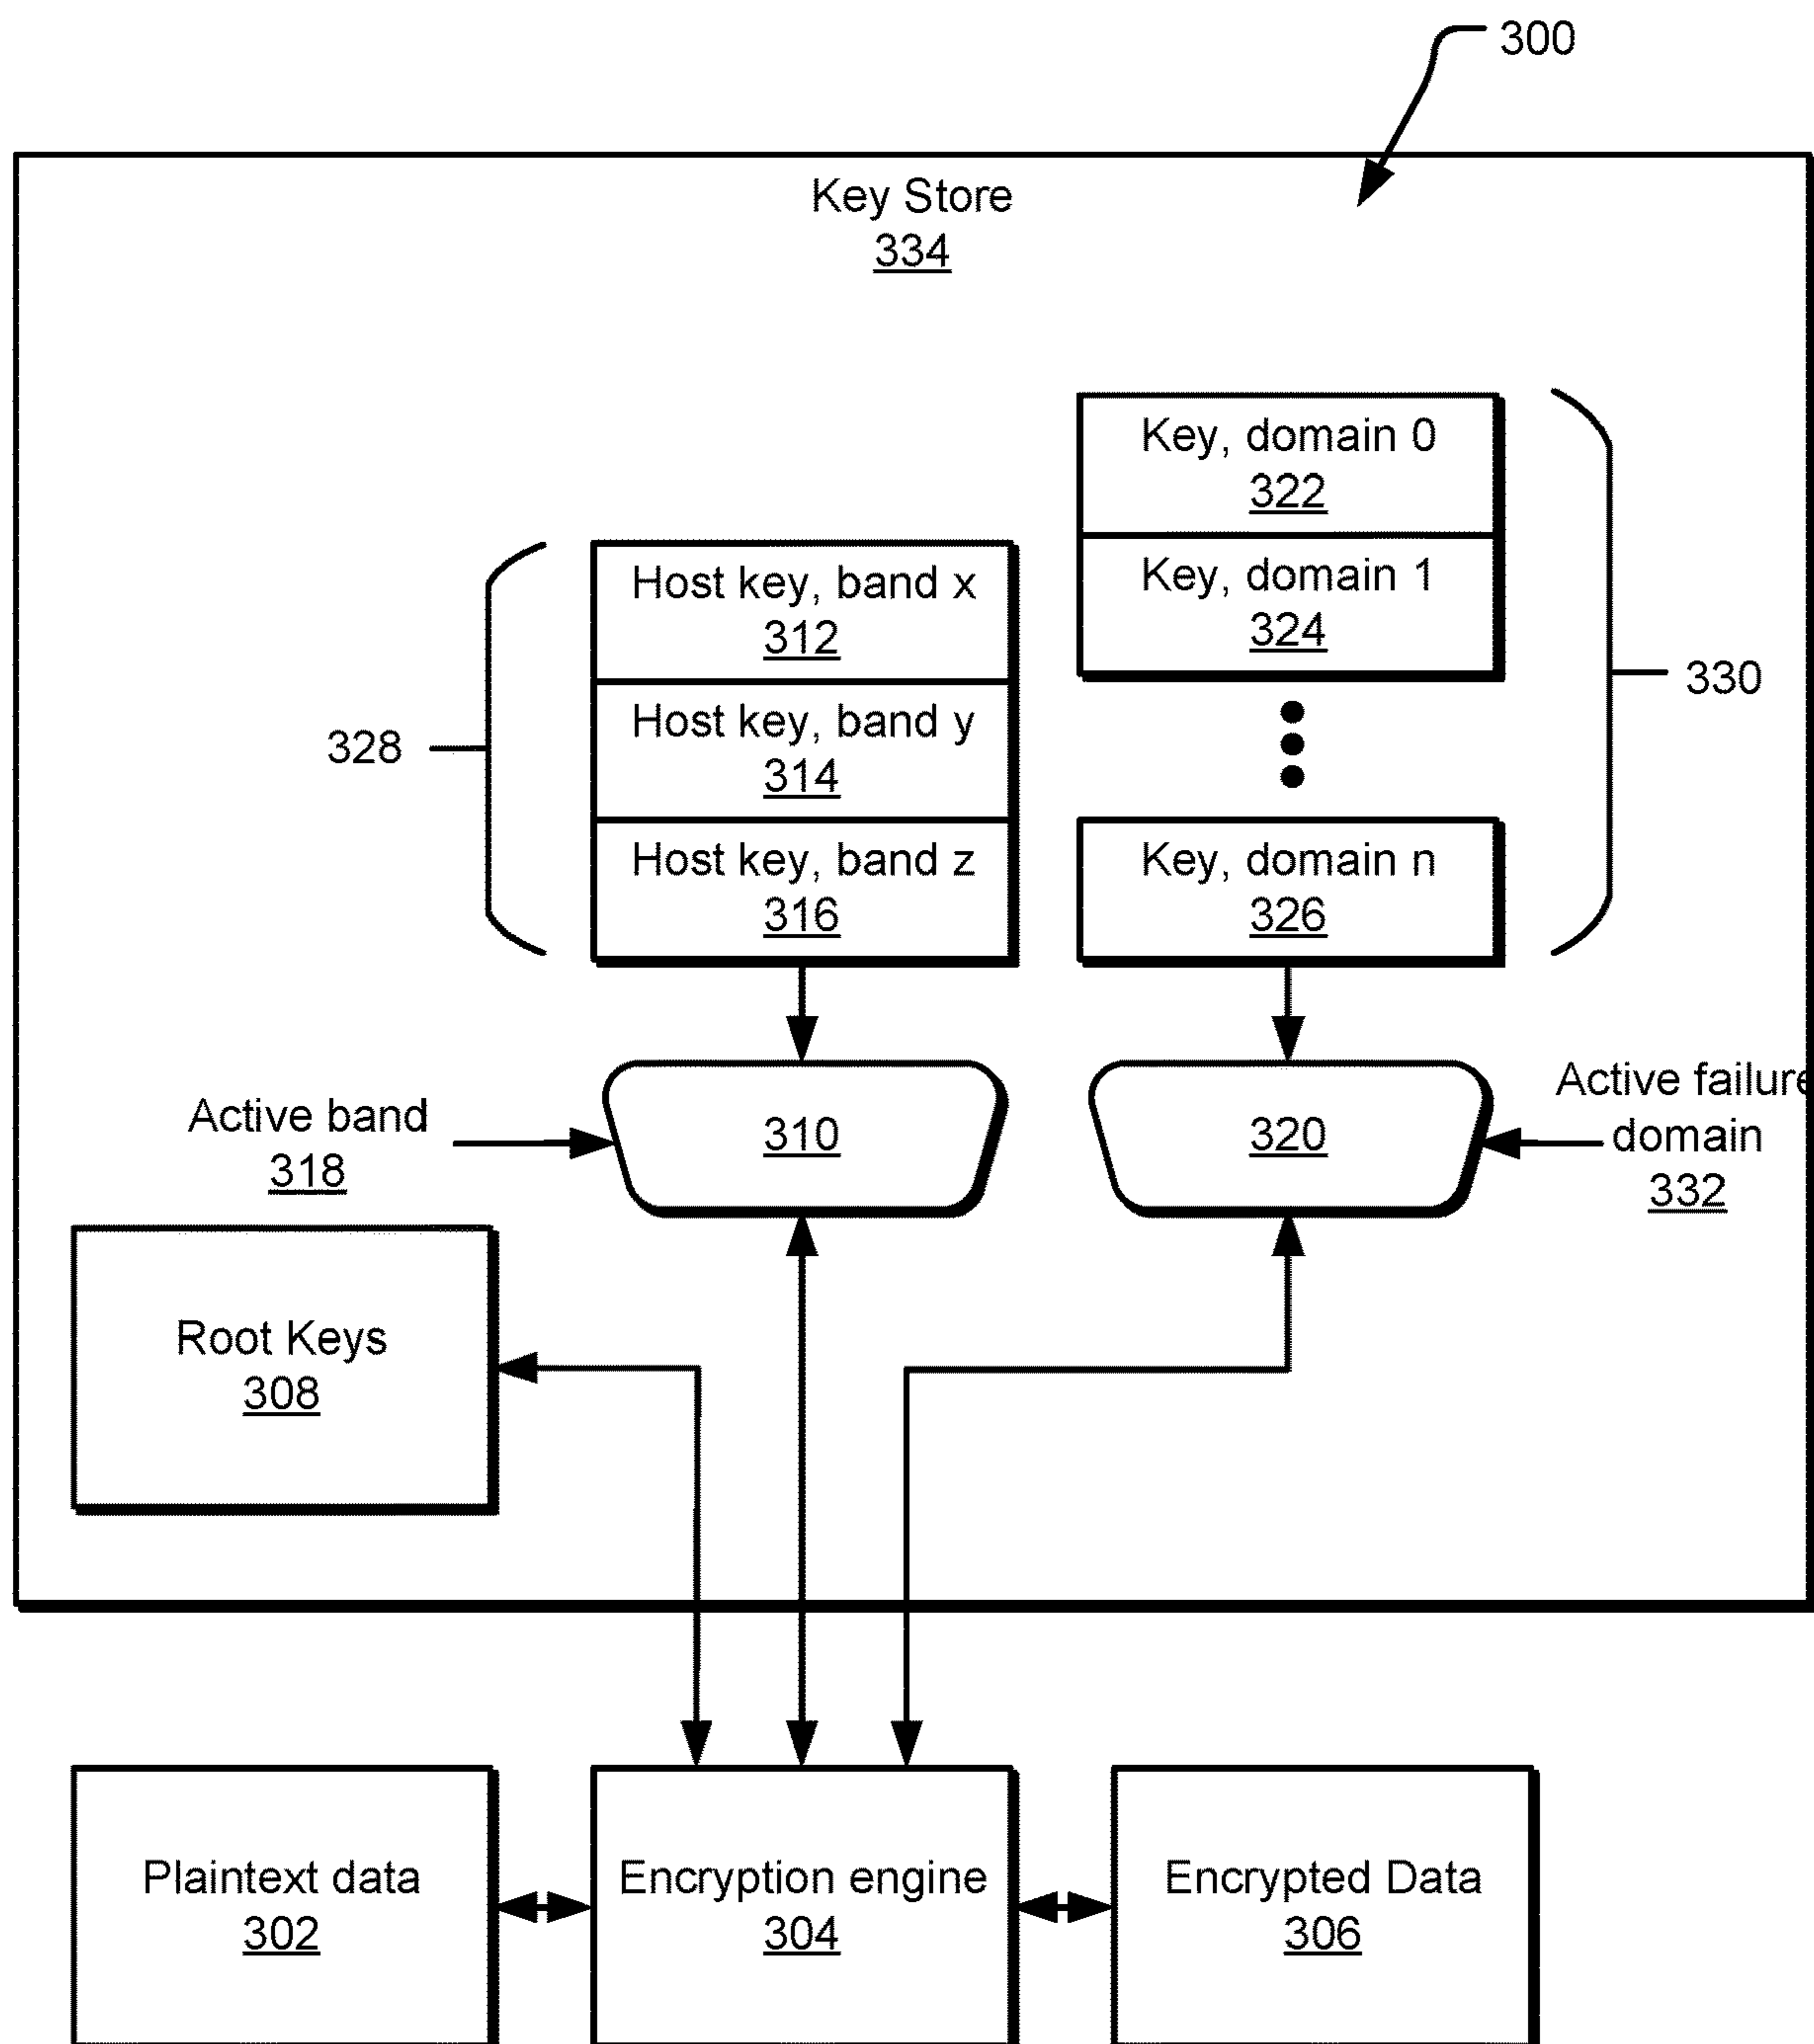 300
Key Store
334
Key, domain 0
322
Key, domain 1
324
330
Host key, band x
312
Host key, band y
314
328
Host key, band z
316
Key, domain n
326
Active band
318
310
320
Active failure
domain
332
Root Keys
308
Plaintext data
302
Encryption engine
304
Encrypted Data
306